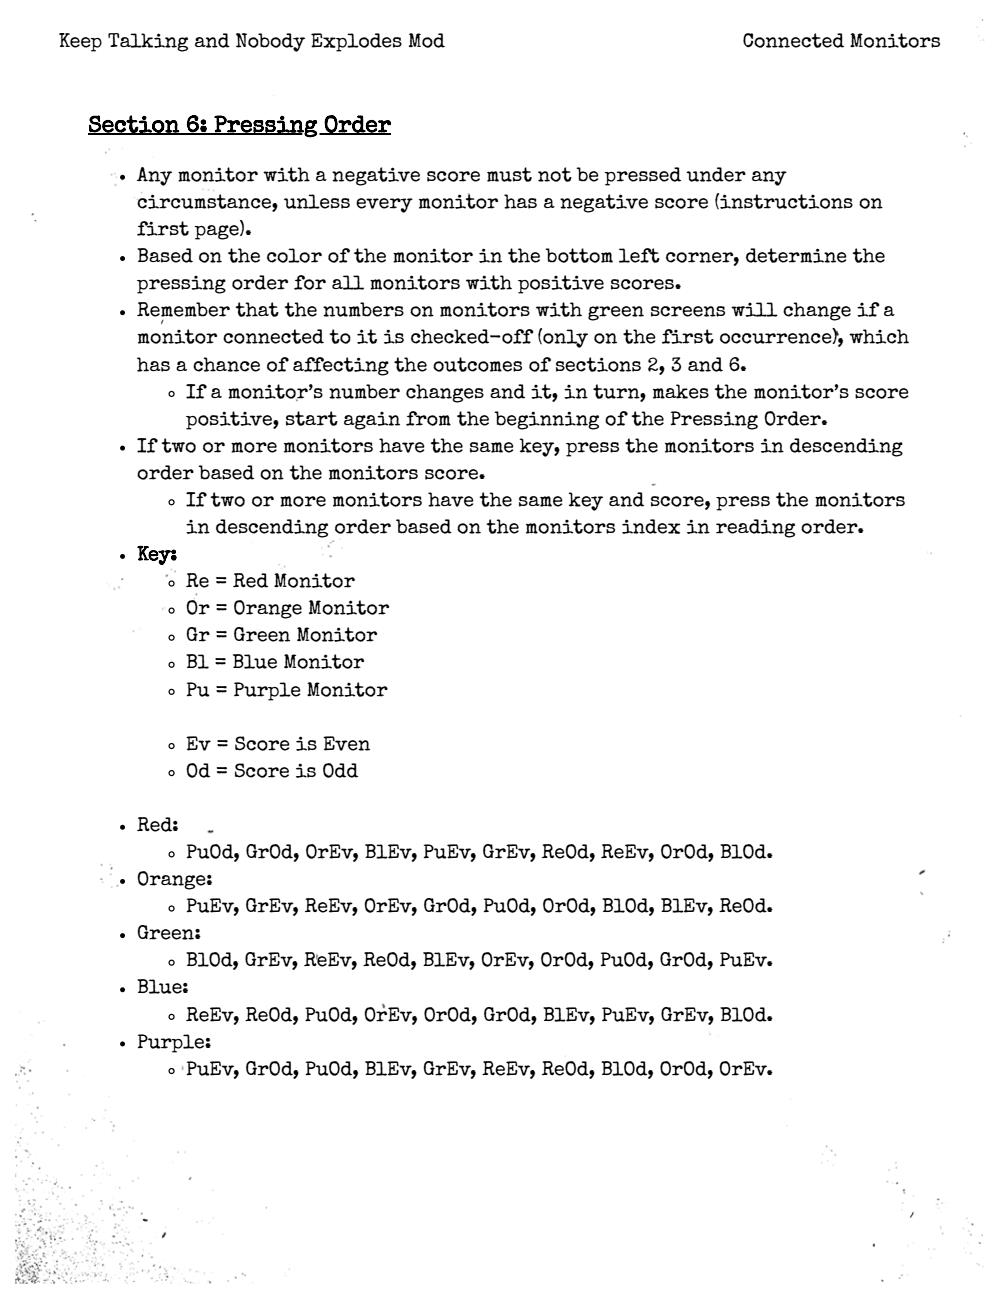 Keep Talking and Nobody Explodes Mod
Connected Monitors
Section 6: Pressing Order
• Any monitor with a negative score must not be pressed under any
circumstance, unless every monitor has a negative score (instructions on
first page).
• Based on the color of the monitor in the bottom left corner, determine the
pressing order for all monitors with positive scores.
• Remember that the numbers on monitors with green screens will change if a
monitor connected to it is checked-off (only on the first occurrence), which
has a chance of affecting the outcomes of sections 2, 3 and 6.
◦ If a monitor's number changes and it, in turn, makes the monitor's score
positive, start again from the beginning of the Pressing Order.
• If two or more monitors have the same key, press the monitors in descending
order based on the monitors score.
◦ If two or more monitors have the same key and score, press the monitors
in descending order based on the monitors index in reading order.
• Key:
◦ Re = Red Monitor
◦ Or = Orange Monitor
◦ Gr = Green Monitor
◦ Bl = Blue Monitor
◦ Pu = Purple Monitor
◦ Ev = Score is Even
◦ Od = Score is Odd
• Red:
◦ PuOd, GrOd, OrEv, BlEv, PuEv, GrEv, ReOd, ReEv, OrOd, BlOd.
• Orange:
◦ PuEv, GrEv, ReEv, OrEv, GrOd, PuOd, OrOd, BlOd, BlEv, ReOd.
• Green:
◦ BlOd, GrEv, ReEv, ReOd, BlEv, OrEv, OrOd, PuOd, GrOd, PuEv.
• Blue:
◦ ReEv, ReOd, PuOd, OrEv, OrOd, GrOd, BlEv, PuEv, GrEv, BlOd.
• Purple:
◦ PuEv, GrOd, PuOd, BlEv, GrEv, ReEv, ReOd, BlOd, OrOd, OrEv.